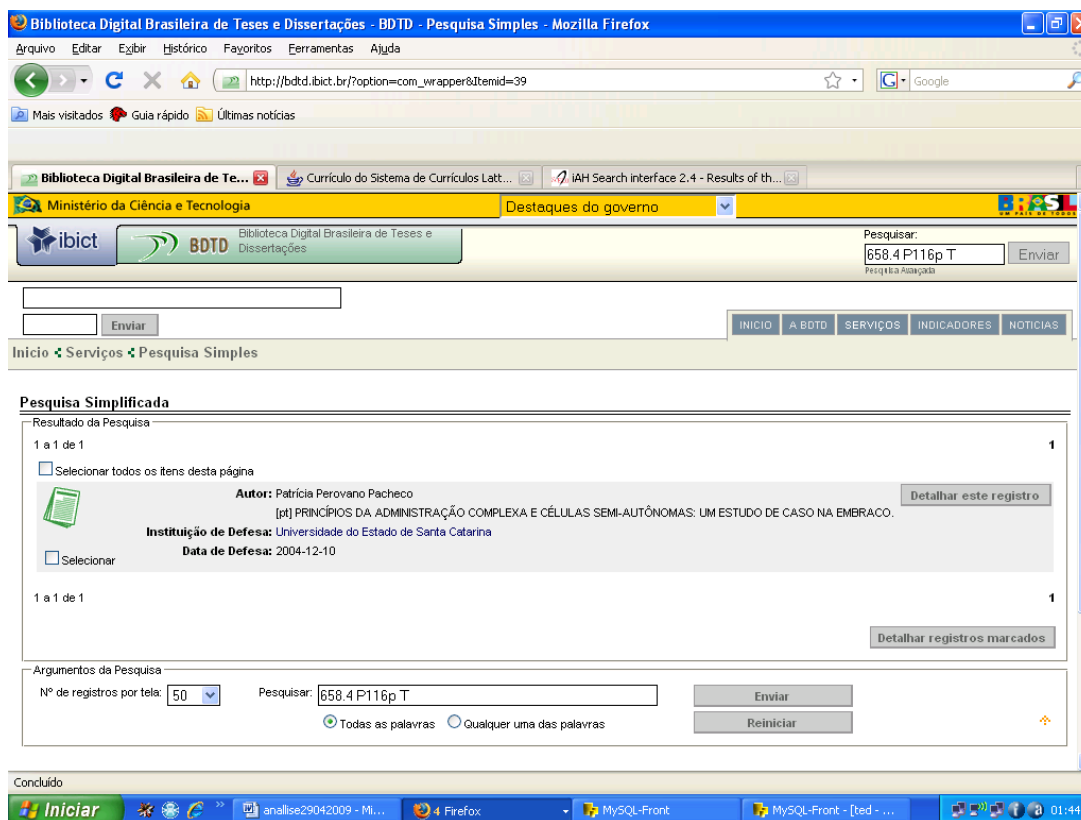 Biblioteca Digital Brasileira de Teses e Dissertações - BDTD - Pesquisa Simples - Mozilla Firefox
Arquivo Editar Exibir Histórico Favoritos Ferramentas Ajuda
http://bdtd.ibict.br/?option=com_wrapper&Itemid=39 G Google
Mais visitados Guia rápido Últimas notícias
Biblioteca Digital Brasileira de Te... Currículo do Sistema de Currículos Latt... iAH Search interface 2.4 - Results of th...
Ministério da Ciência e Tecnologia Destaques do governo BRASIL
UM PAÍS DE TODOS
ibict BDTD Biblioteca Digital Brasileira de Teses e Dissertações
Pesquisar:
658.4 P116p T Enviar
Pesquisa Avançada
Enviar INICIO A BDTD SERVIÇOS INDICADORES NOTICIAS
Inicio Serviços Pesquisa Simples
Pesquisa Simplificada
Resultado da Pesquisa
1 a 1 de 1 1
Selecionar todos os itens desta página
Autor: Patrícia Perovano Pacheco Detalhar este registro
[pt] PRINCÍPIOS DA ADMINISTRAÇÃO COMPLEXA E CÉLULAS SEMI-AUTÔNOMAS: UM ESTUDO DE CASO NA EMBRACO.
Instituição de Defesa: Universidade do Estado de Santa Catarina
Data de Defesa: 2004-12-10
Selecionar
1 a 1 de 1 1
Detalhar registros marcados
Argumentos da Pesquisa
Nº de registros por tela: 50 Pesquisar: 658.4 P116p T Enviar
Todas as palavras Qualquer uma das palavras Reiniciar
Concluído
Iniciar » anallise29042009 - Mi... 4 Firefox MySQL-Front MySQL-Front - [ted - ... 01:44